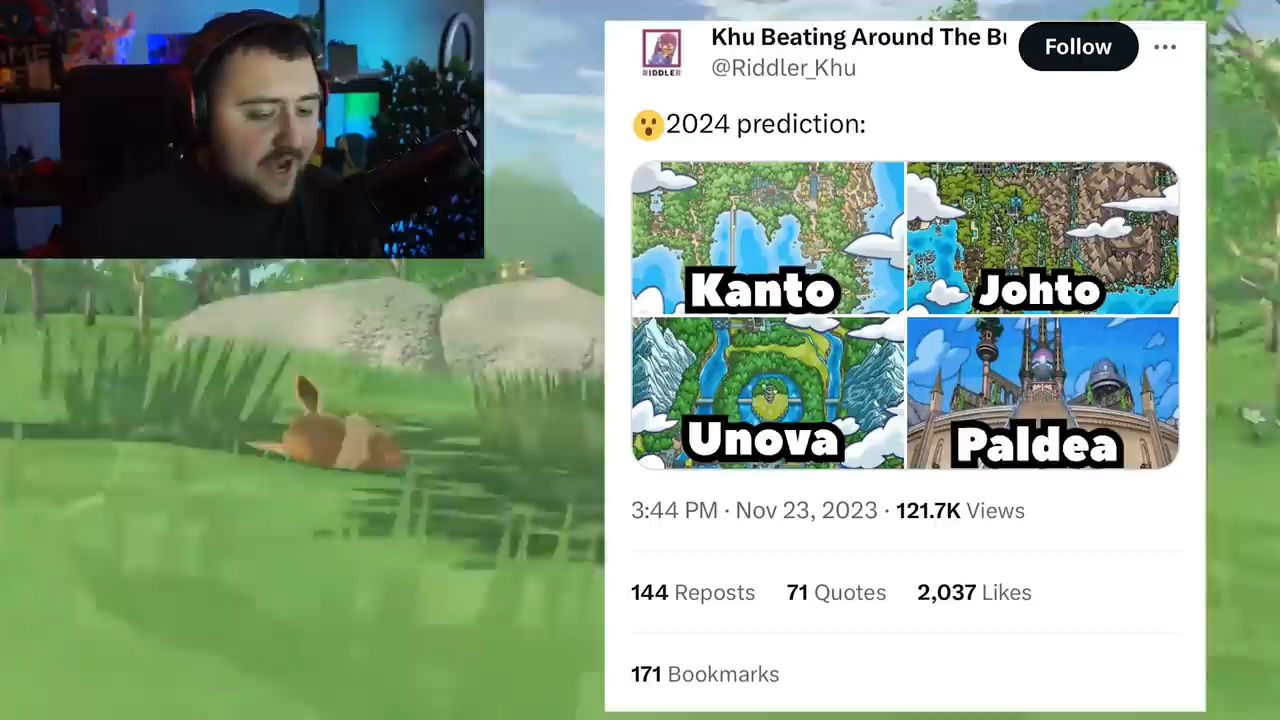 Khu Beating Around The Bu
@Riddler_Khu
Follow
RIDDLER
😮2024 prediction:
Kanto
Johto
Unova
Paldea
3:44 PM · Nov 23, 2023 · 121.7K Views
144 Reposts 71 Quotes 2,037 Likes
171 Bookmarks